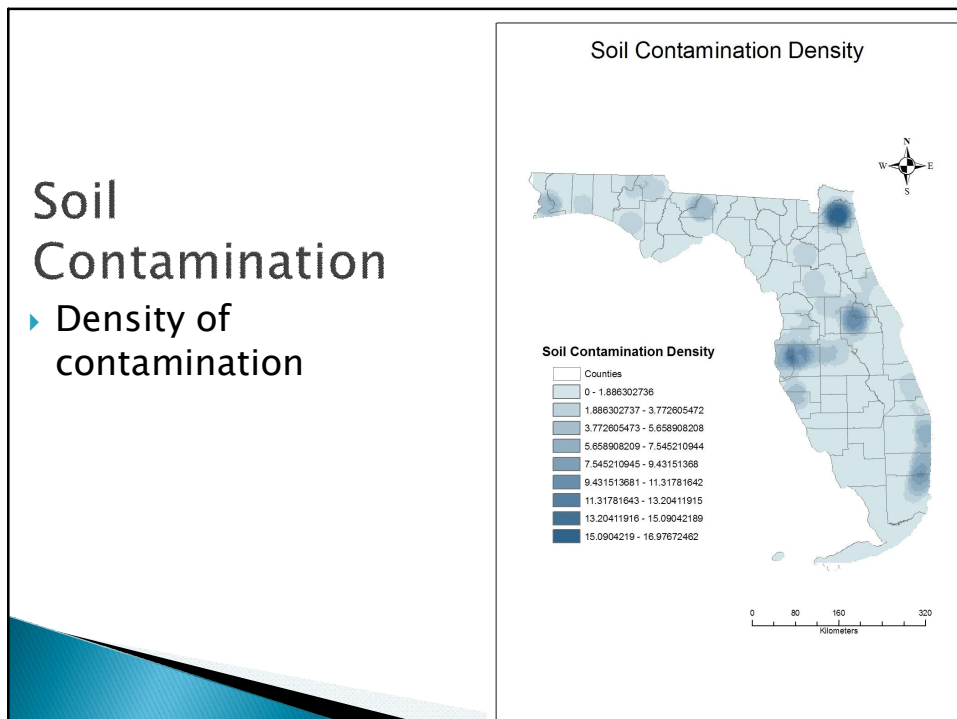 Soil
Contamination
Density of
contamination
Soil Contamination Density
N
W E
S
Soil Contamination Density
Counties
0 - 1.886302736
1.886302737 - 3.772605472
3.772605473 - 5.658908208
5.658908209 - 7.545210944
7.545210945 - 9.43151368
9.431513681 - 11.31781642
11.31781643 - 13.20411915
13.20411916 - 15.09042189
15.0904219 - 16.97672462
0 80 160 320
Kilometers